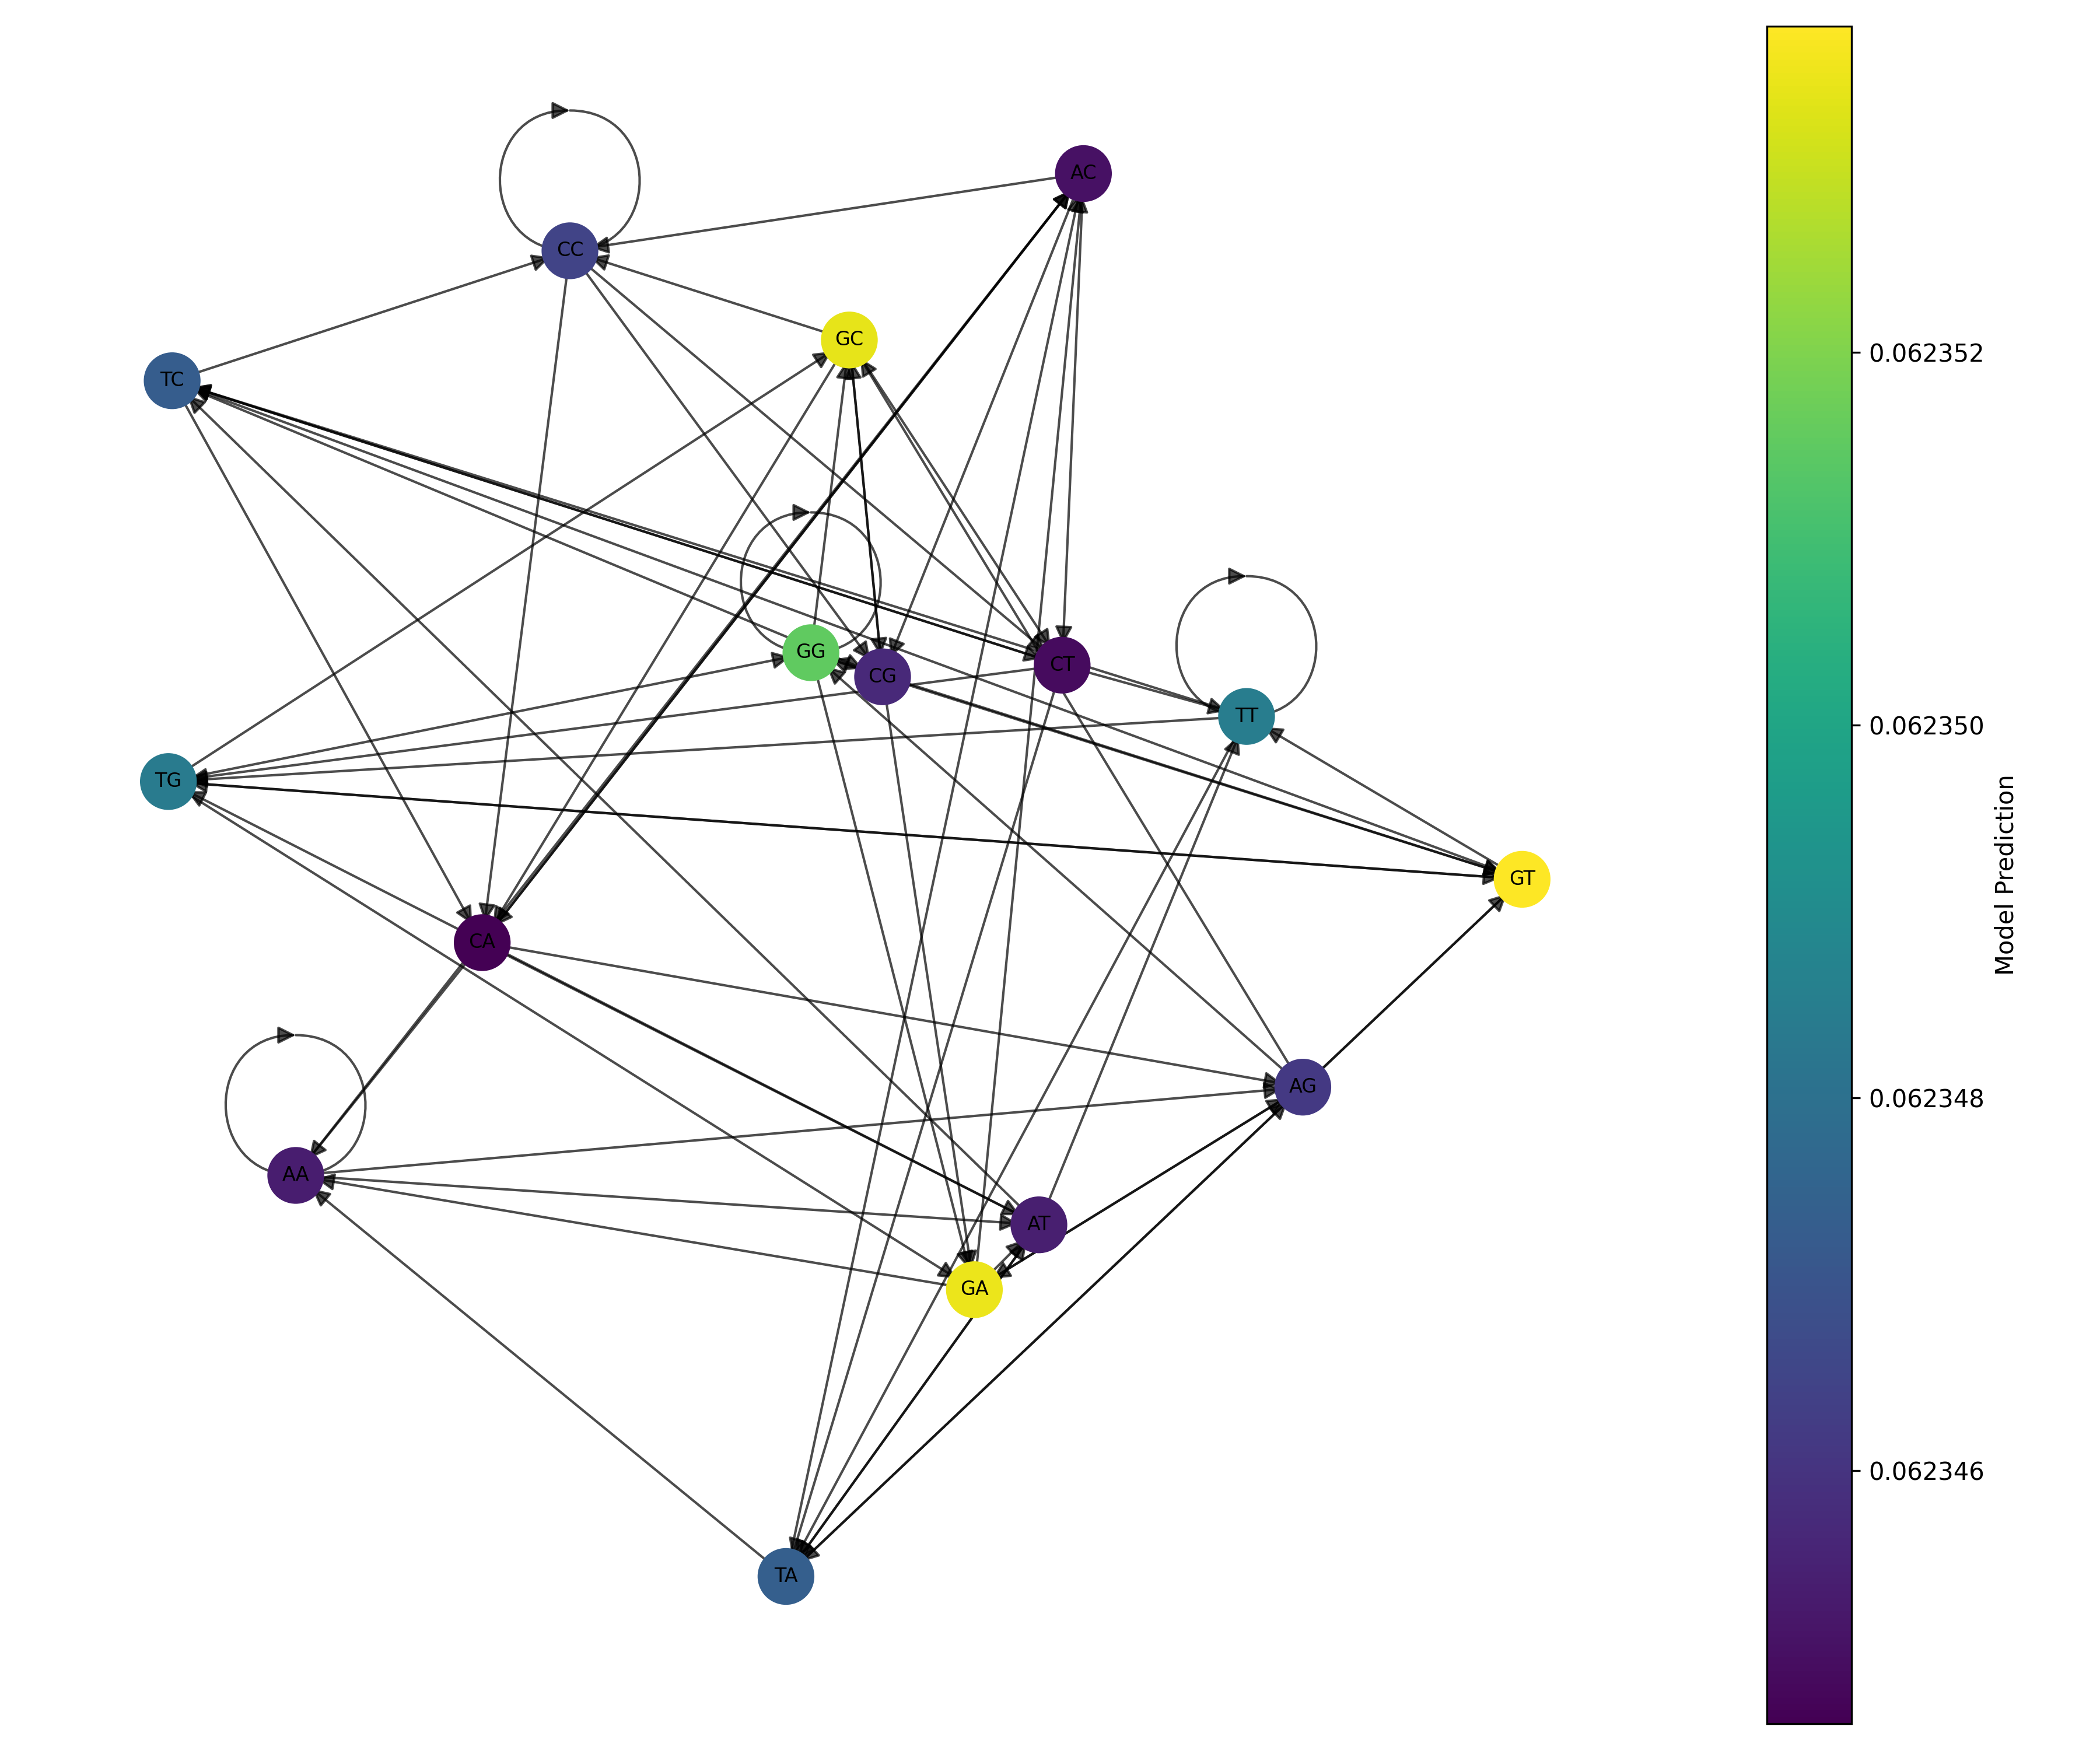 AC
CC
GC
TC
0.062352
GG
CT
CG
TT
0.062350
TG
Model Prediction
GT
CA
AG
0.062348
AA
AT
GA
0.062346
TA